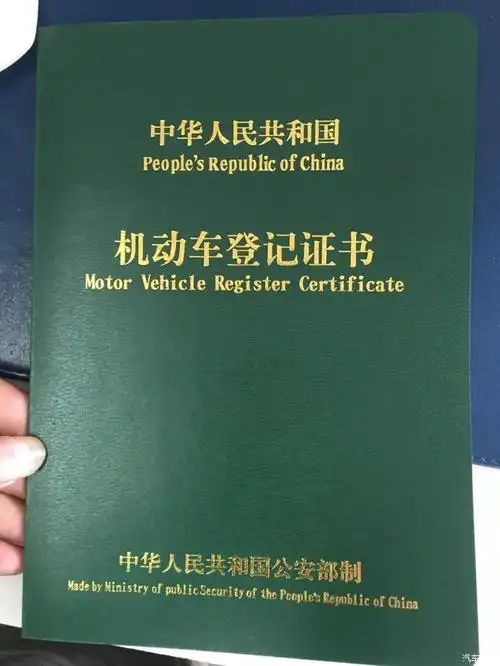 中华人民共和国
People's Republic of China
机动车登记证书
Motor Vehicle Register Certificate
中华人民共和国公安部制
Made by Ministry of public Security of the People's Republic of China
汽车